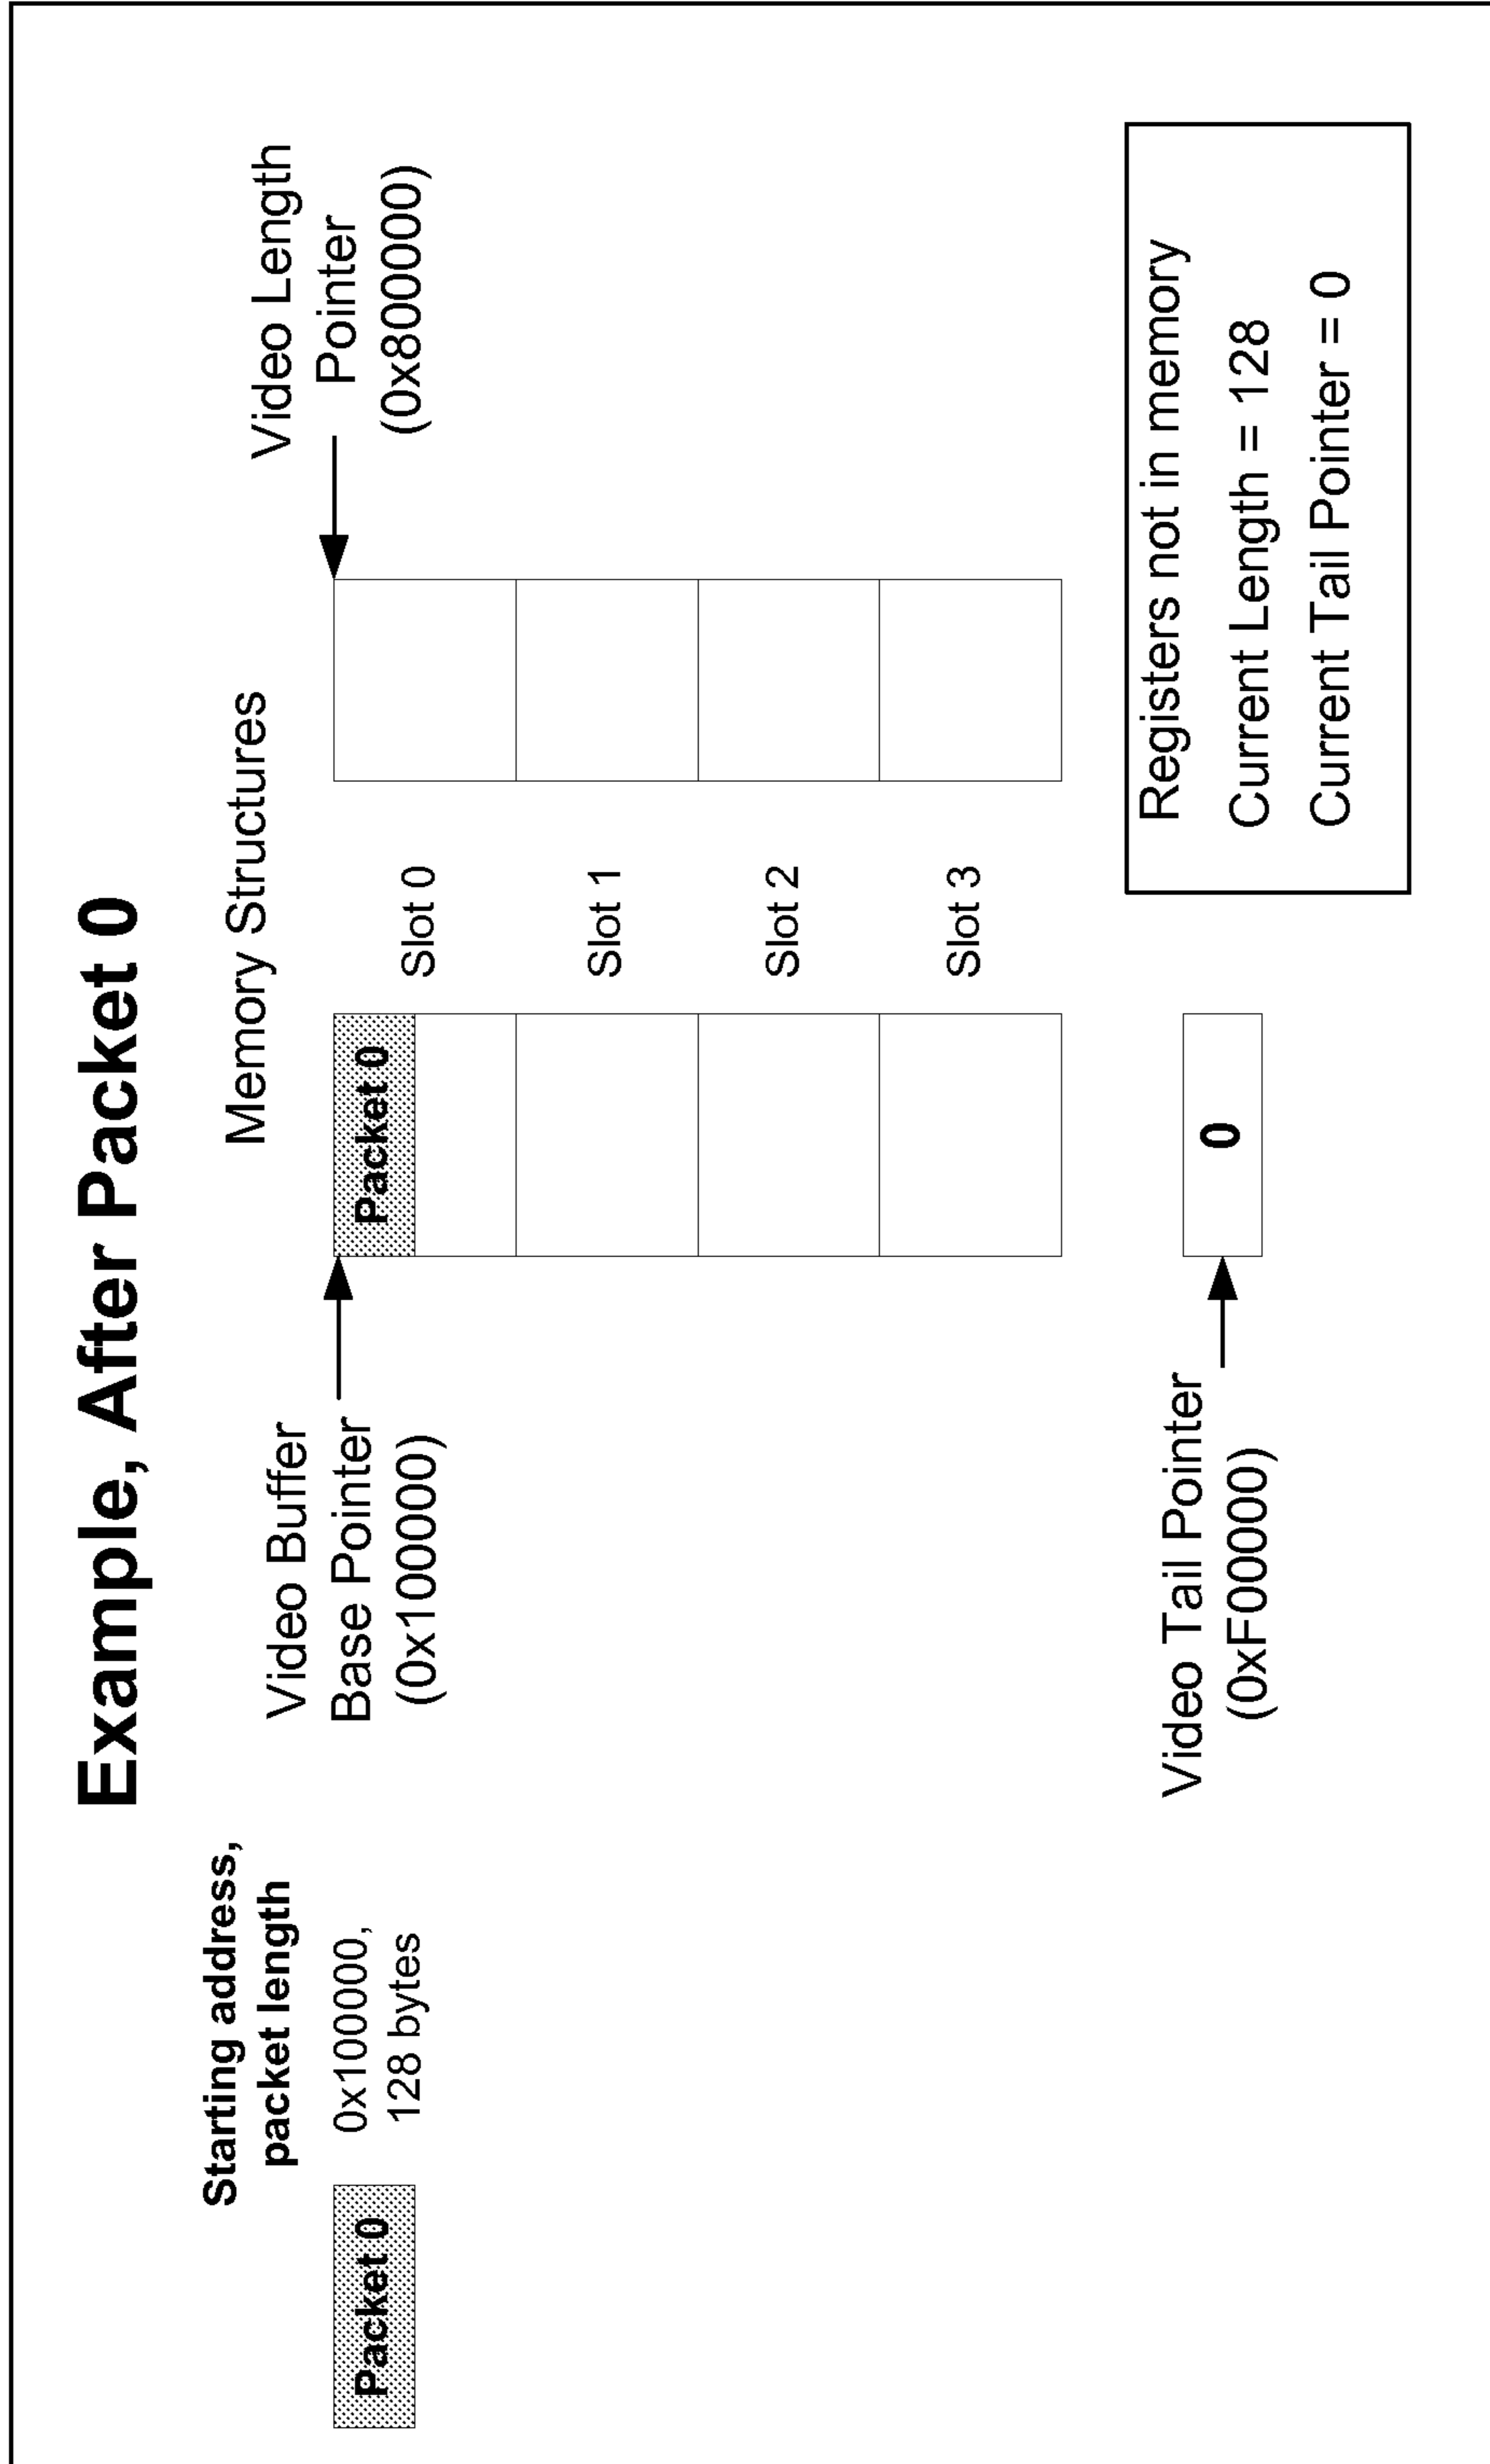 Example, After Packet 0
Starting address,
packet length
Packet 0
0x100000,
128 bytes
Memory Structures
Video Buffer
Base Pointer
(0x100000)
Packet 0
Slot 0
Slot 1
Slot 2
Slot 3
Video Length
Pointer
(0x800000)
Video Tail Pointer
(0xF00000)
0
Registers not in memory
Current Length = 128
Current Tail Pointer = 0